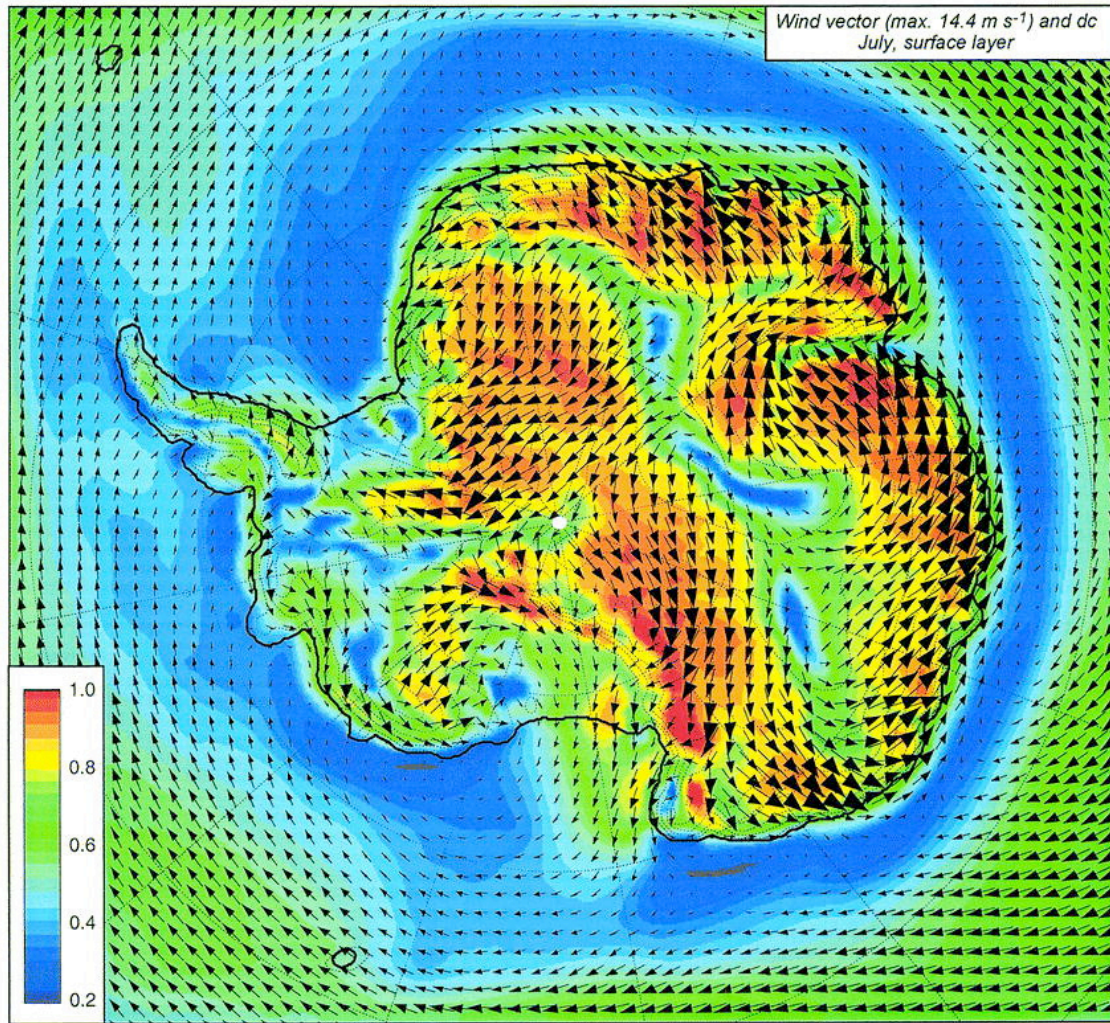 Wind vector (max. 14.4 m s⁻¹) and dc
July, surface layer
1.0
0.8
0.6
0.4
0.2